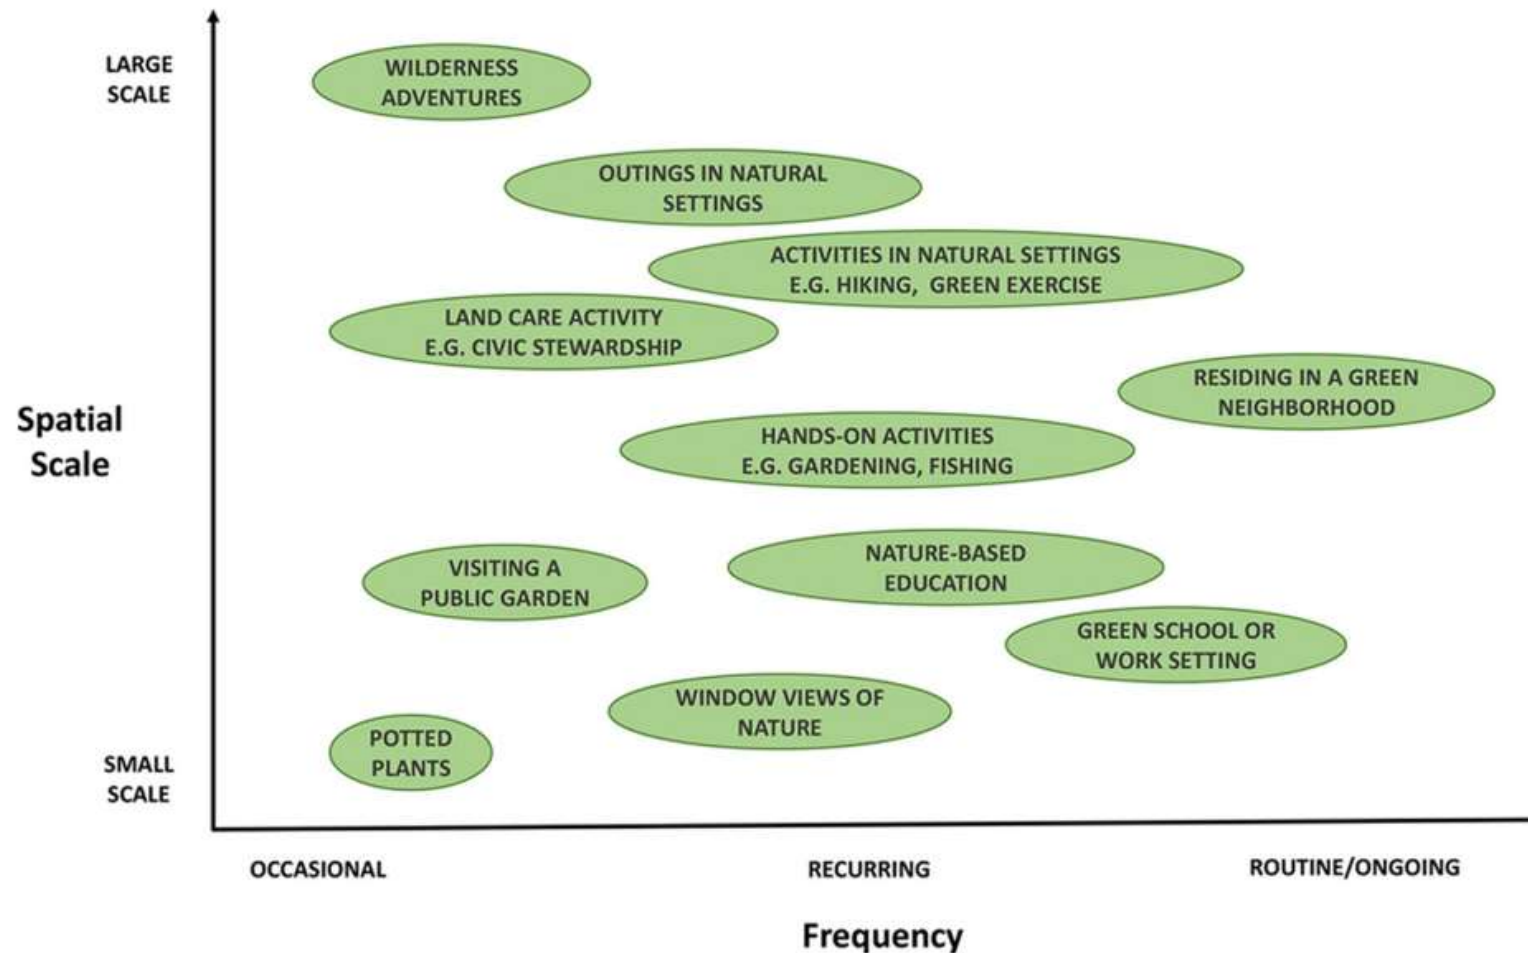 LARGE
SCALE
WILDERNESS
ADVENTURES
OUTINGS IN NATURAL
SETTINGS
ACTIVITIES IN NATURAL SETTINGS
E.G. HIKING, GREEN EXERCISE
LAND CARE ACTIVITY
E.G. CIVIC STEWARDSHIP
RESIDING IN A GREEN
NEIGHBORHOOD
Spatial
Scale
HANDS-ON ACTIVITIES
E.G. GARDENING, FISHING
VISITING A
PUBLIC GARDEN
NATURE-BASED
EDUCATION
GREEN SCHOOL OR
WORK SETTING
WINDOW VIEWS OF
NATURE
POTTED
PLANTS
SMALL
SCALE
OCCASIONAL
RECURRING
ROUTINE/ONGOING
Frequency